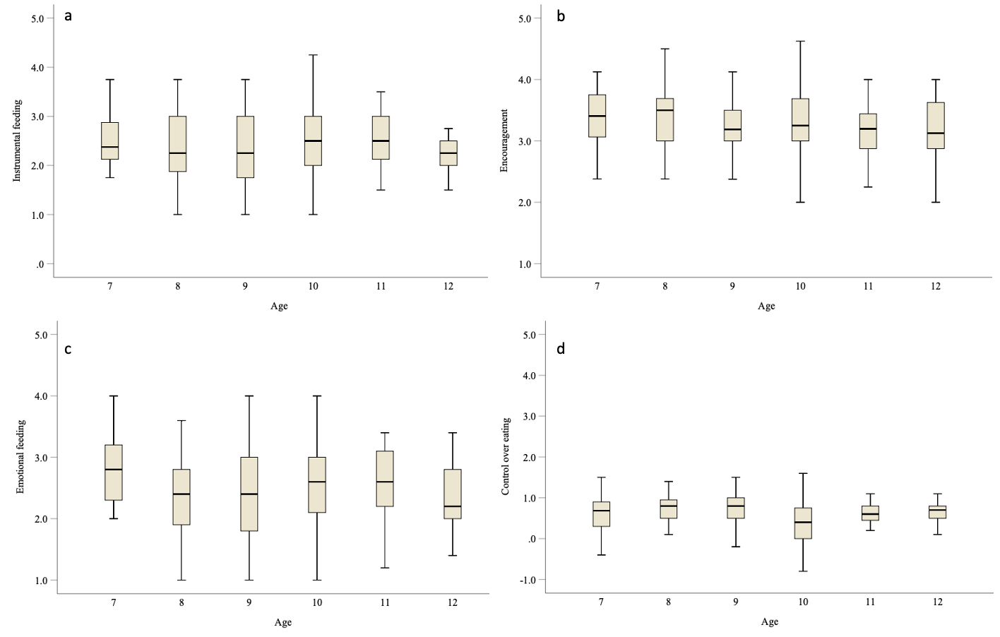 a
5.0
4.0
3.0
2.0
1.0
.0
Instrumental feeding
7 8 9 10 11 12
Age
b
5.0
4.0
3.0
2.0
1.0
Encouragement
7 8 9 10 11 12
Age
c
5.0
4.0
3.0
2.0
1.0
Emotional feeding
7 8 9 10 11 12
Age
d
5.0
4.0
3.0
2.0
1.0
.0
-1.0
Control over eating
7 8 9 10 11 12
Age